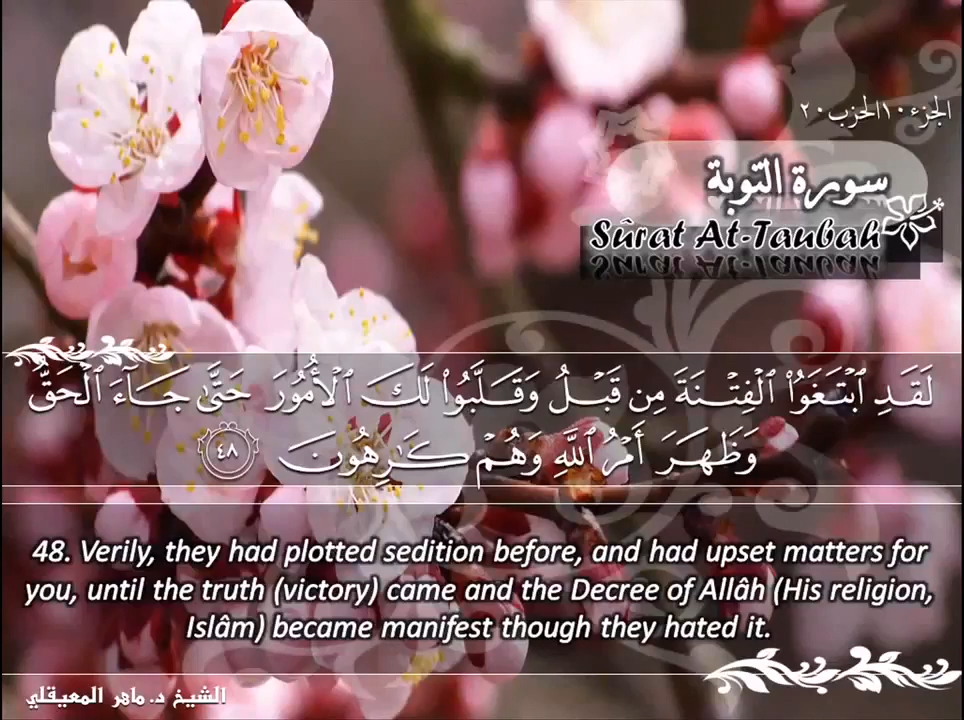 الجزء ١٠ الحزب ٢٠
سورة التوبة
Sûrat At-Taubah
لَقَدِ ٱبْتَغَوُا۟ ٱلْفِتْنَةَ مِن قَبْلُ وَقَلَّبُوا۟ لَكَ ٱلْأُمُورَ حَتَّىٰ جَآءَ ٱلْحَقُّ
وَظَهَرَ أَمْرُ ٱللَّهِ وَهُمْ كَـٰرِهُونَ ٤٨
48. Verily, they had plotted sedition before, and had upset matters for
you, until the truth (victory) came and the Decree of Allâh (His religion,
Islâm) became manifest though they hated it.
الشيخ د. ماهر المعيقلي